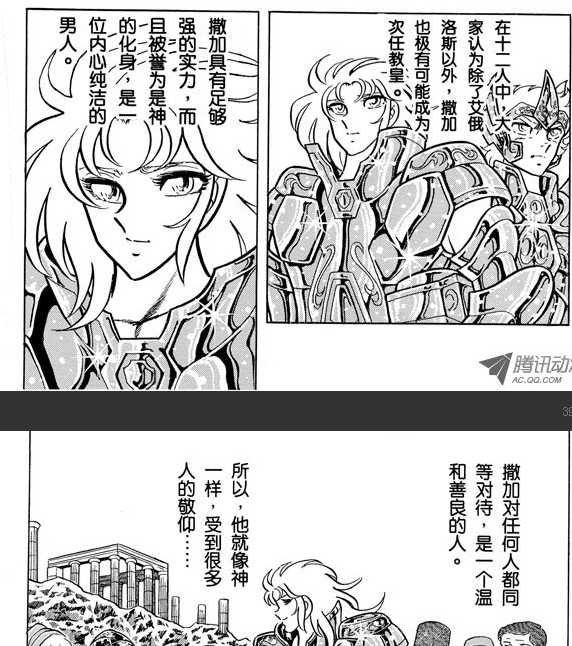 在十二人中，大
家认为除了艾俄
洛斯以外，撒加
也极有可能成为
次任教皇。
撒加具有足够
强的实力，而
且被誉为是神
的化身，是一
位内心纯洁的
男人。
腾讯动漫
AC.QQ.COM
39
撒加对任何人都同
等对待，是一个温
和善良的人。
所以，他就像神
一样，受到很多
人的敬仰……